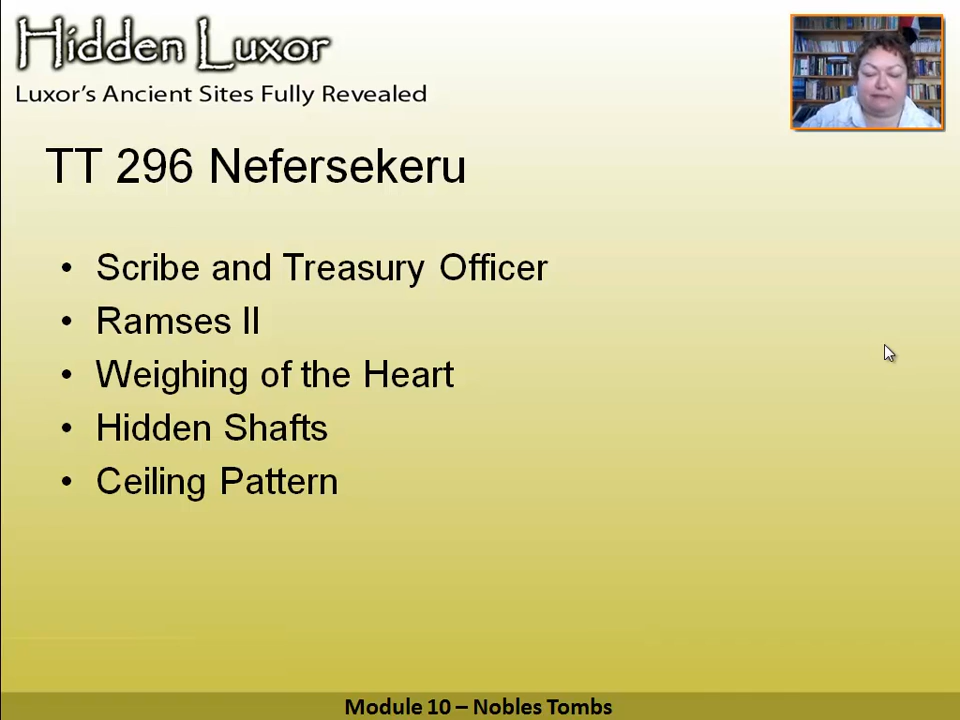 Hidden Luxor
Luxor's Ancient Sites Fully Revealed
TT 296 Nefersekeru
• Scribe and Treasury Officer
• Ramses II
• Weighing of the Heart
• Hidden Shafts
• Ceiling Pattern
Module 10 – Nobles Tombs